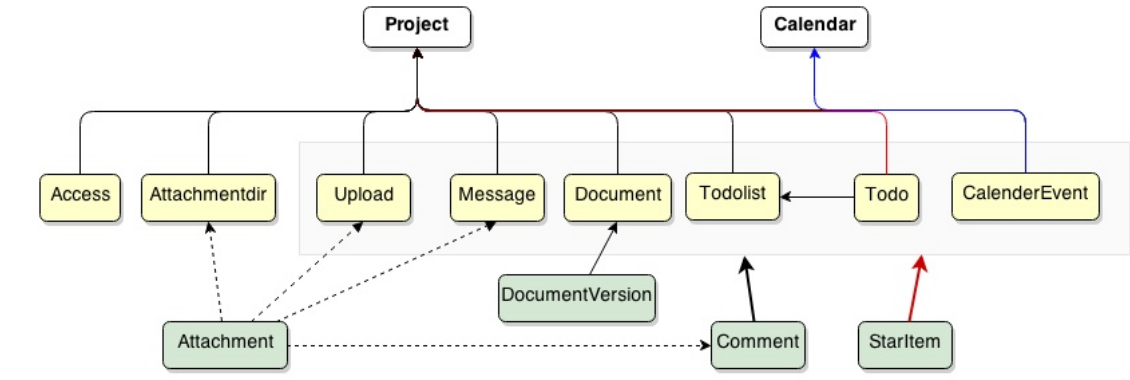 Project
Calendar
Access
Attachmentdir
Upload
Message
Document
Todolist
Todo
CalenderEvent
DocumentVersion
Attachment
Comment
StarItem